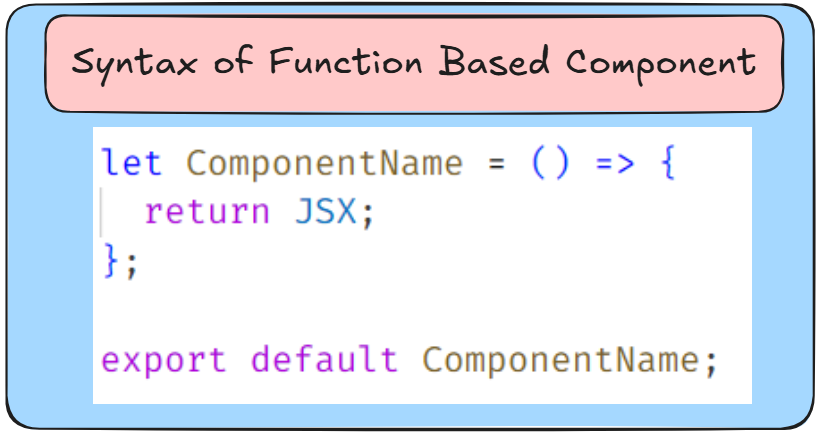 Syntax of Function Based Component
let ComponentName = () => {
  return JSX;
};
export default ComponentName;